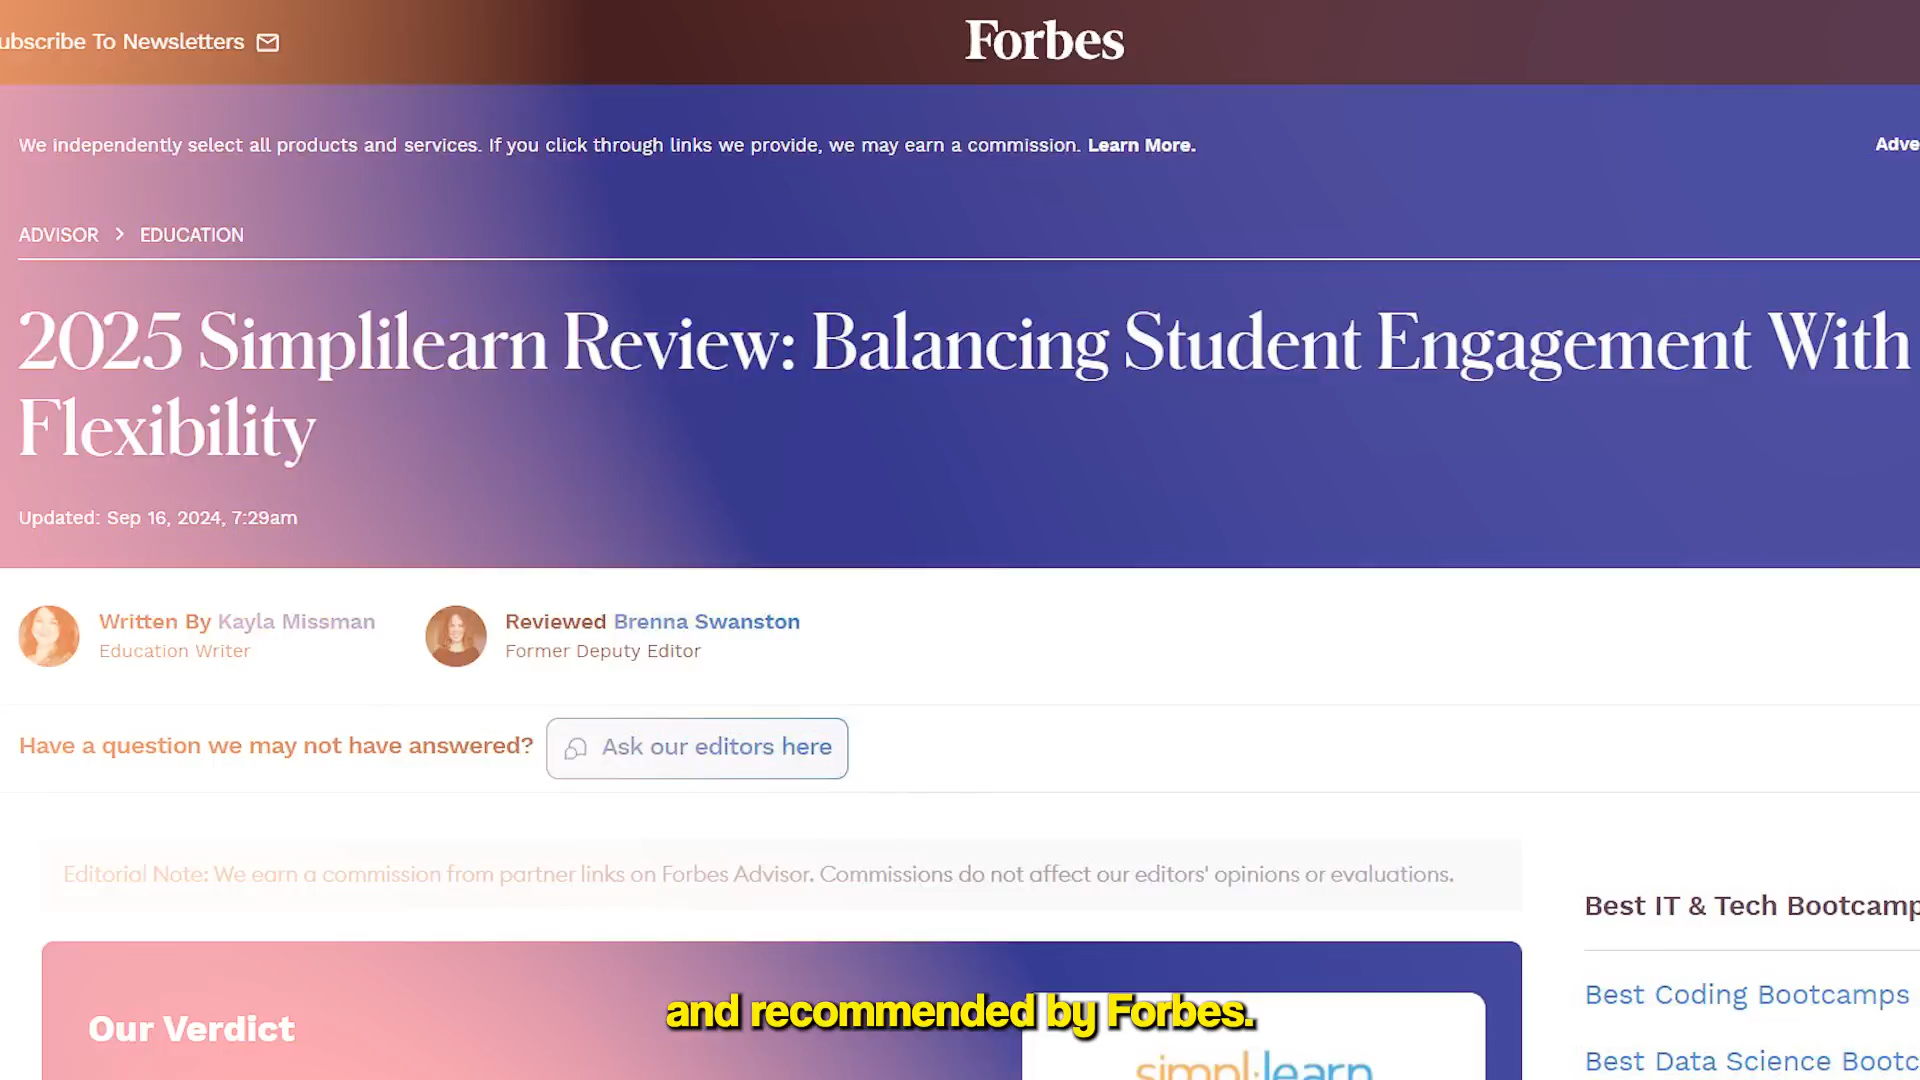 ubscribe To Newsletters
Forbes
We independently select all products and services. If you click through links we provide, we may earn a commission. Learn More.
Adve
ADVISOR > EDUCATION
2025 Simplilearn Review: Balancing Student Engagement With
Flexibility
Updated: Sep 16, 2024, 7:29am
Written By Kayla Missman
Education Writer
Reviewed Brenna Swanston
Former Deputy Editor
Have a question we may not have answered?
Ask our editors here
Editorial Note: We earn a commission from partner links on Forbes Advisor. Commissions do not affect our editors' opinions or evaluations.
Best IT & Tech Bootcamp
Best Coding Bootcamps
Best Data Science Bootc
Our Verdict
simplilearn
and recommended by Forbes.